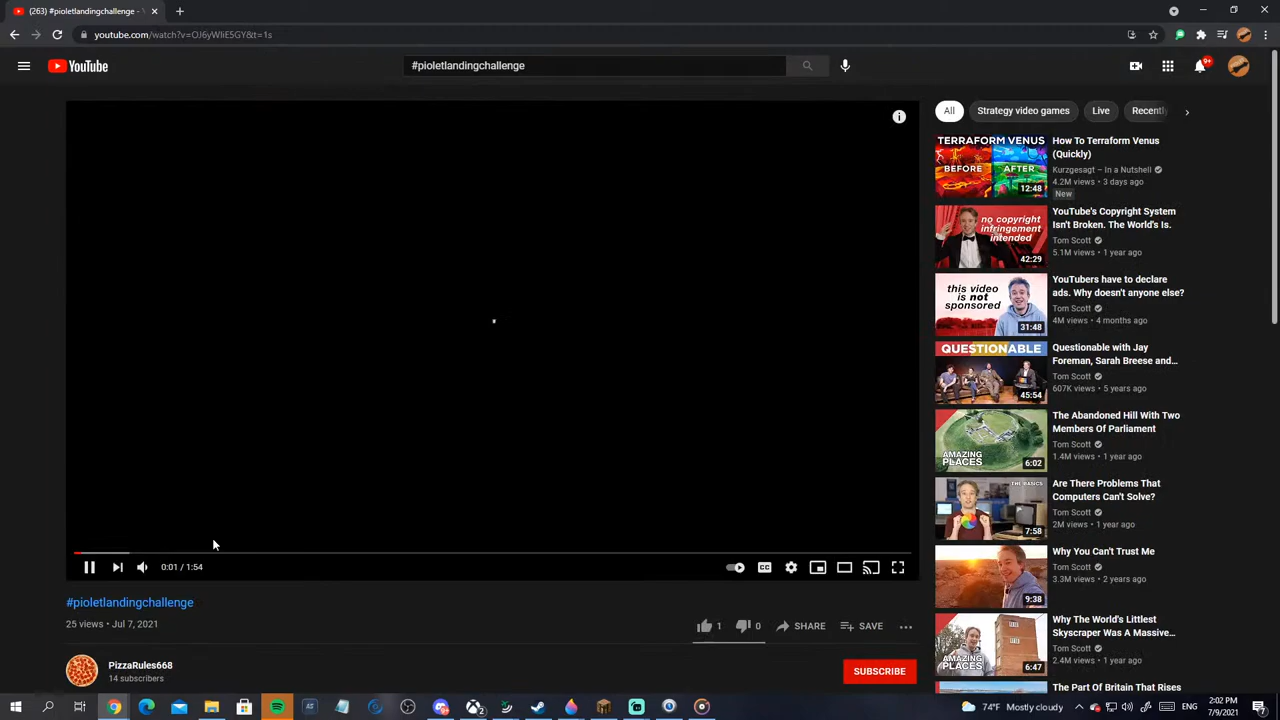 (263) #pioletlandingchallenge -
youtube.com/watch?v=OJ6yWliE5GY&t=1s
YouTube
#pioletlandingchallenge
9+
0:01 / 1:54
CC
#pioletlandingchallenge
25 views • Jul 7, 2021
1
0
SHARE
SAVE
PizzaRules668
14 subscribers
SUBSCRIBE
All
Strategy video games
Live
Recently
TERRAFORM VENUS
BEFORE
AFTER
12:48
How To Terraform Venus
(Quickly)
Kurzgesagt – In a Nutshell
4.2M views • 3 days ago
New
no copyright
infringement
intended
42:29
YouTube's Copyright System
Isn't Broken. The World's Is.
Tom Scott
5.1M views • 1 year ago
this video
is not
sponsored
31:48
YouTubers have to declare
ads. Why doesn't anyone else?
Tom Scott
4M views • 4 months ago
QUESTIONABLE
45:54
Questionable with Jay
Foreman, Sarah Breese and...
Tom Scott
607K views • 5 years ago
AMAZING
PLACES
6:02
The Abandoned Hill With Two
Members Of Parliament
Tom Scott
1.4M views • 1 year ago
THE BASICS
7:58
Are There Problems That
Computers Can't Solve?
Tom Scott
2M views • 1 year ago
9:38
Why You Can't Trust Me
Tom Scott
3.3M views • 2 years ago
AMAZING
PLACES
6:47
Why The World's Littlest
Skyscraper Was A Massive...
Tom Scott
2.4M views • 1 year ago
The Part Of Britain That Rises
74°F Mostly cloudy
ENG
2:02 PM
7/9/2021